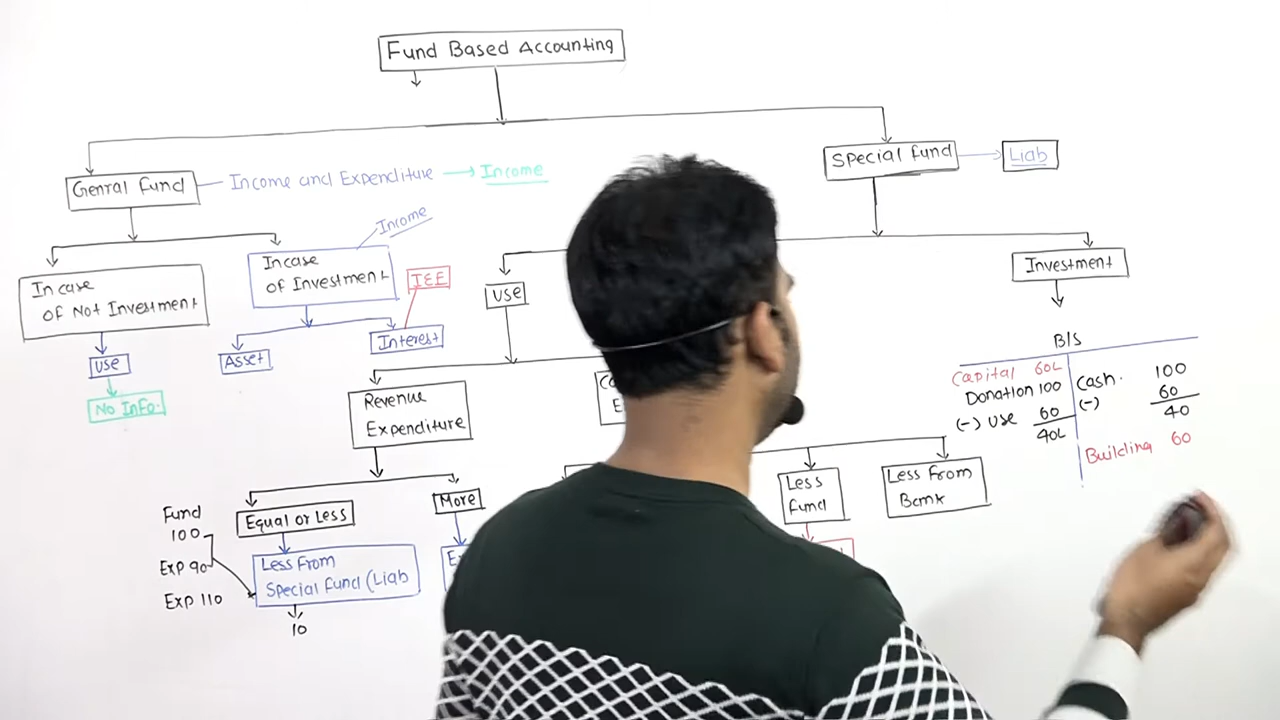 Fund Based Accounting
Genral Fund
Income and Expenditure → Income
Special Fund
Liab
Income
Incase
of Not Investment
Incase
of Investment
I&E
Use
Investment
Use
No Info.
Asset
Interest
Revenue
Expenditure
Equal or Less
More
Less
Fund
Less From
Bank
Fund
100
Exp 90
Exp 110
Less From
Special Fund (Liab
10
B/S
Capital 60L
Donation 100
(-) Use 60
40L
Cash. 100
(-) 60
40
Building 60